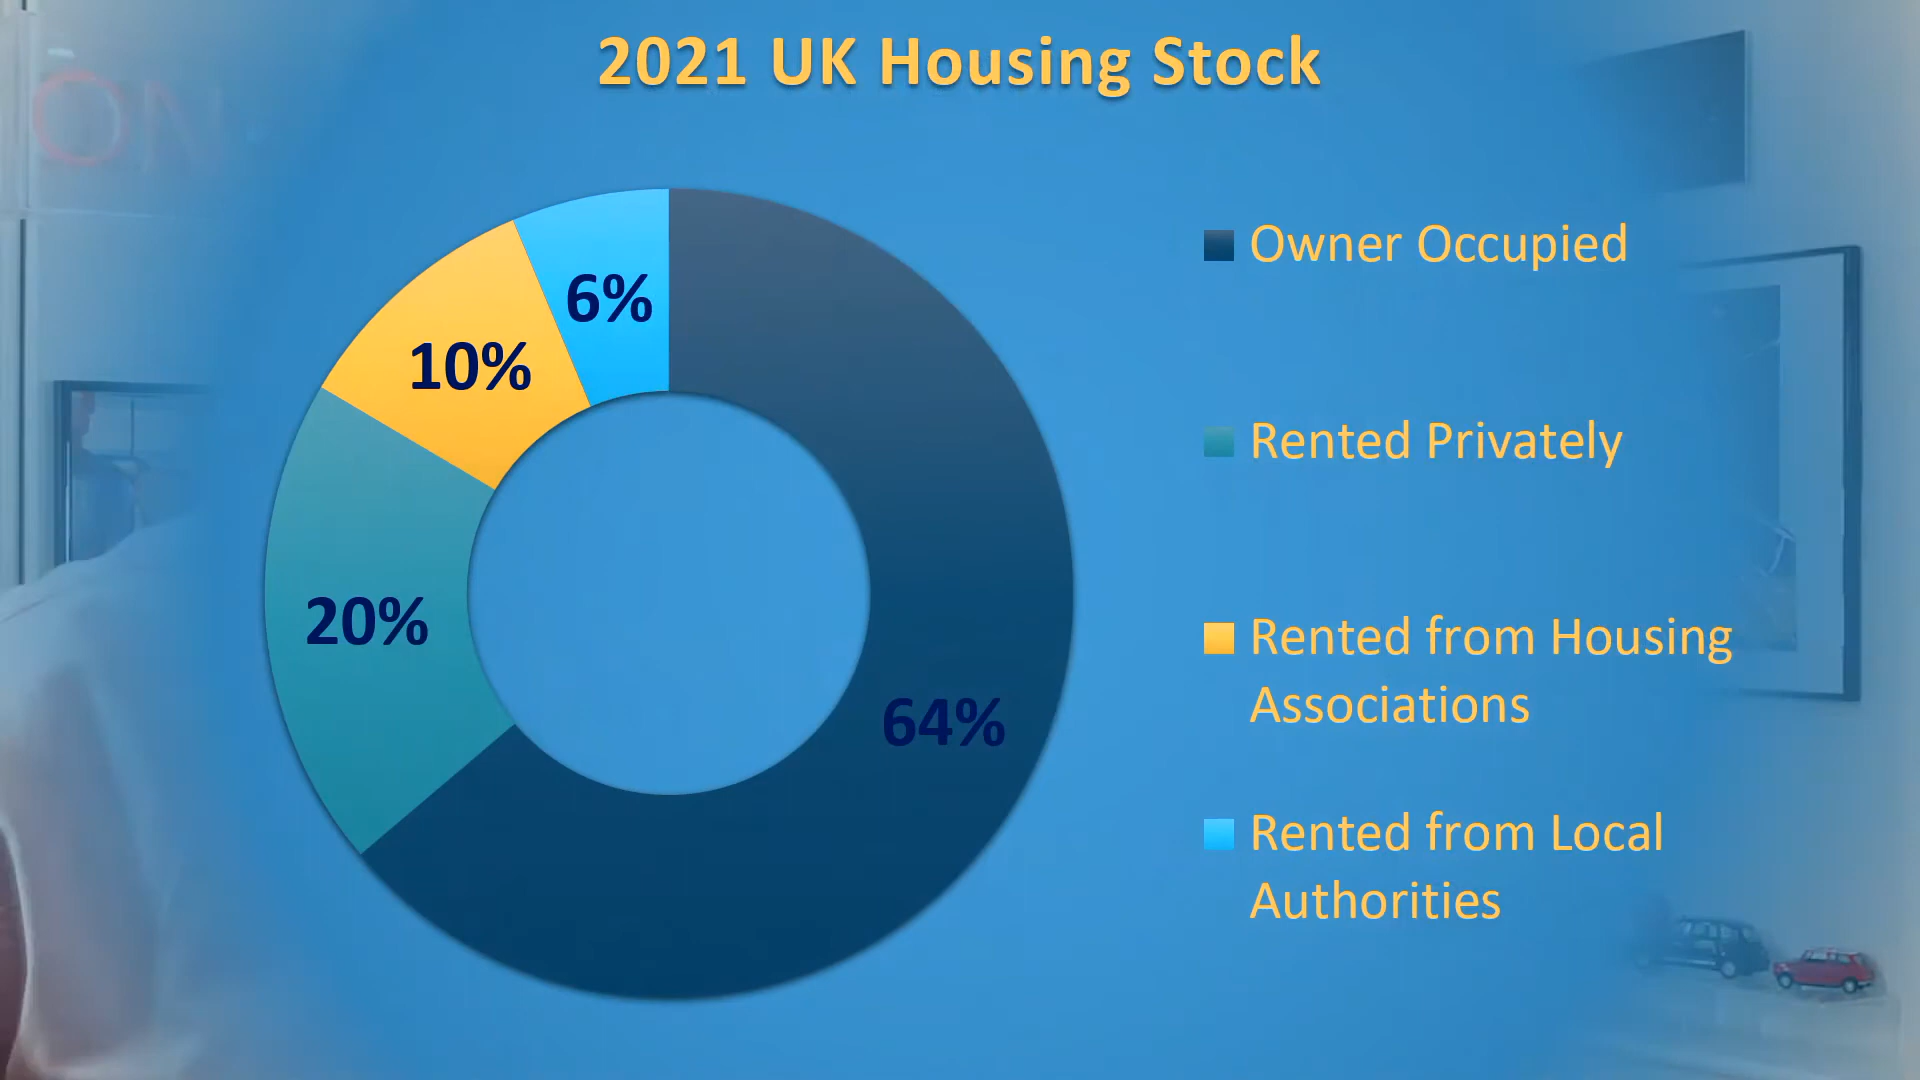 2021 UK Housing Stock
6%
10%
20%
64%
Owner Occupied
Rented Privately
Rented from Housing
Associations
Rented from Local
Authorities
ON